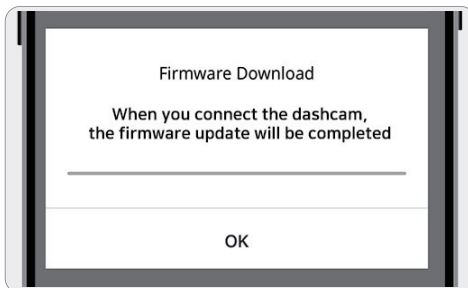 Firmware Download
When you connect the dashcam,
the firmware update will be completed
OK